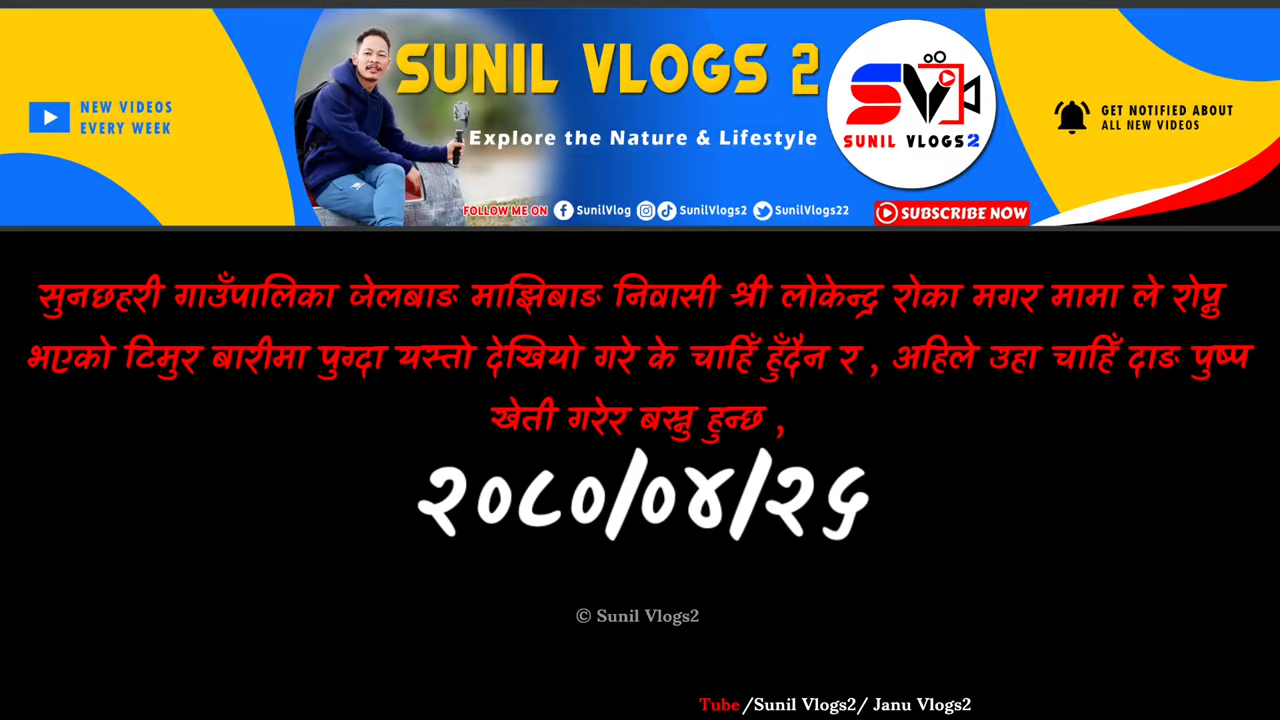 SUNIL VLOGS 2
NEW VIDEOS
EVERY WEEK
Explore the Nature & Lifestyle
SUNIL VLOGS2
GET NOTIFIED ABOUT
ALL NEW VIDEOS
FOLLOW ME ON SunilVlog SunilVlogs2 SunilVlogs22
SUBSCRIBE NOW
सुनछहरी गाउँपालिका जेलबाङ माझिबाङ निवासी श्री लोकेन्द्र रोका मगर मामा ले रोप्नु
भएको टिमुर बारीमा पुग्दा यस्तो देखियो गरे के चाहिँ हुँदैन र , अहिले उहा चाहिँ दाङ पुष्प
खेती गरेर बस्नु हुन्छ ,
२०८०/०४/२६
© Sunil Vlogs2
Tube/Sunil Vlogs2/ Janu Vlogs2